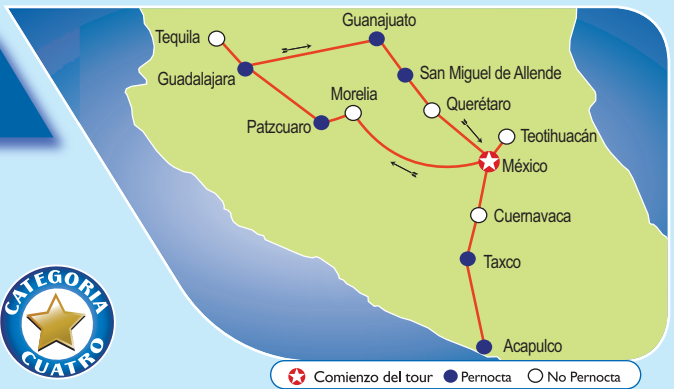 Guanajuato
Tequila
Guadalajara
San Miguel de Allende
Morelia
Querétaro
Patzcuaro
Teotihuacán
México
Cuernavaca
Taxco
Acapulco
CATEGORIA
CUATRO
Comienzo del tour Pernocta No Pernocta